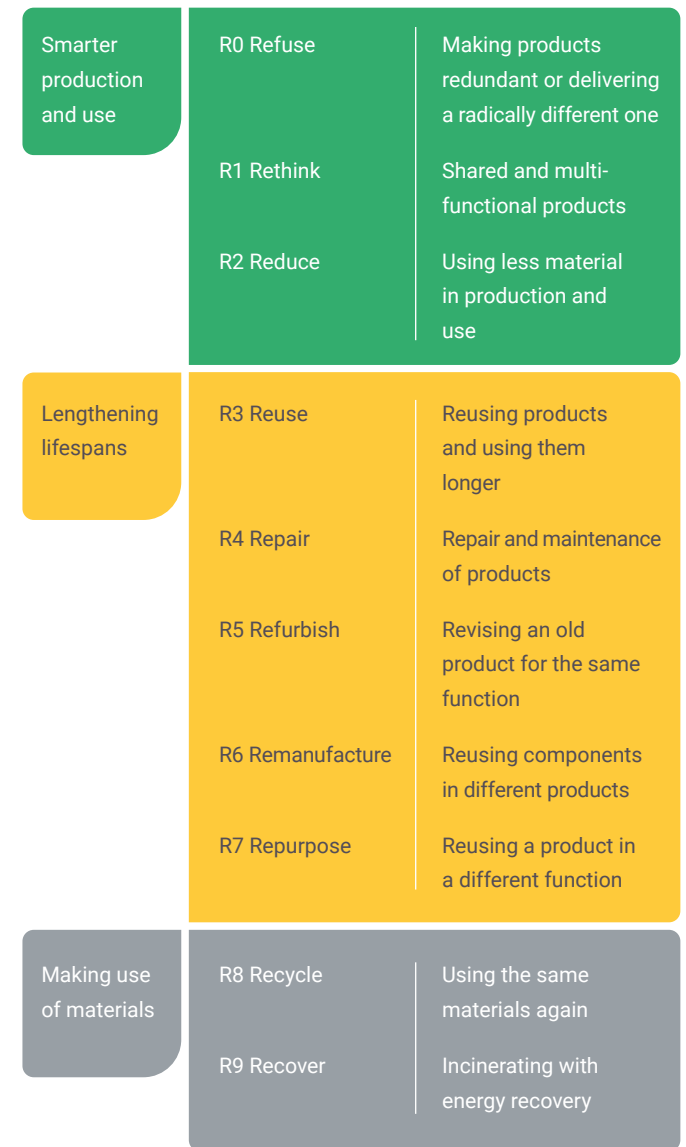 Smarter
production
and use
R0 Refuse
Making products
redundant or delivering
a radically different one
R1 Rethink
Shared and multi-
functional products
R2 Reduce
Using less material
in production and
use
Lengthening
lifespans
R3 Reuse
Reusing products
and using them
longer
R4 Repair
Repair and maintenance
of products
R5 Refurbish
Revising an old
product for the same
function
R6 Remanufacture
Reusing components
in different products
R7 Repurpose
Reusing a product in
a different function
Making use
of materials
R8 Recycle
Using the same
materials again
R9 Recover
Incinerating with
energy recovery